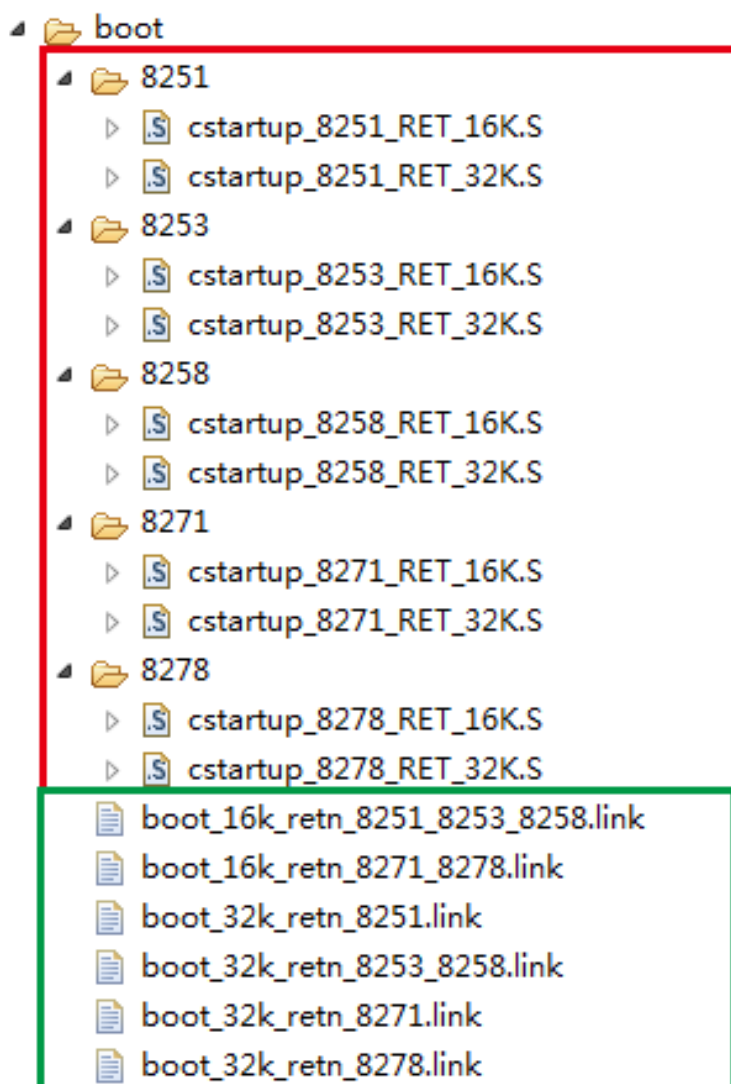 boot
8251
.S cstartup_8251_RET_16K.S
.S cstartup_8251_RET_32K.S
8253
.S cstartup_8253_RET_16K.S
.S cstartup_8253_RET_32K.S
8258
.S cstartup_8258_RET_16K.S
.S cstartup_8258_RET_32K.S
8271
.S cstartup_8271_RET_16K.S
.S cstartup_8271_RET_32K.S
8278
.S cstartup_8278_RET_16K.S
.S cstartup_8278_RET_32K.S
boot_16k_retn_8251_8253_8258.link
boot_16k_retn_8271_8278.link
boot_32k_retn_8251.link
boot_32k_retn_8253_8258.link
boot_32k_retn_8271.link
boot_32k_retn_8278.link